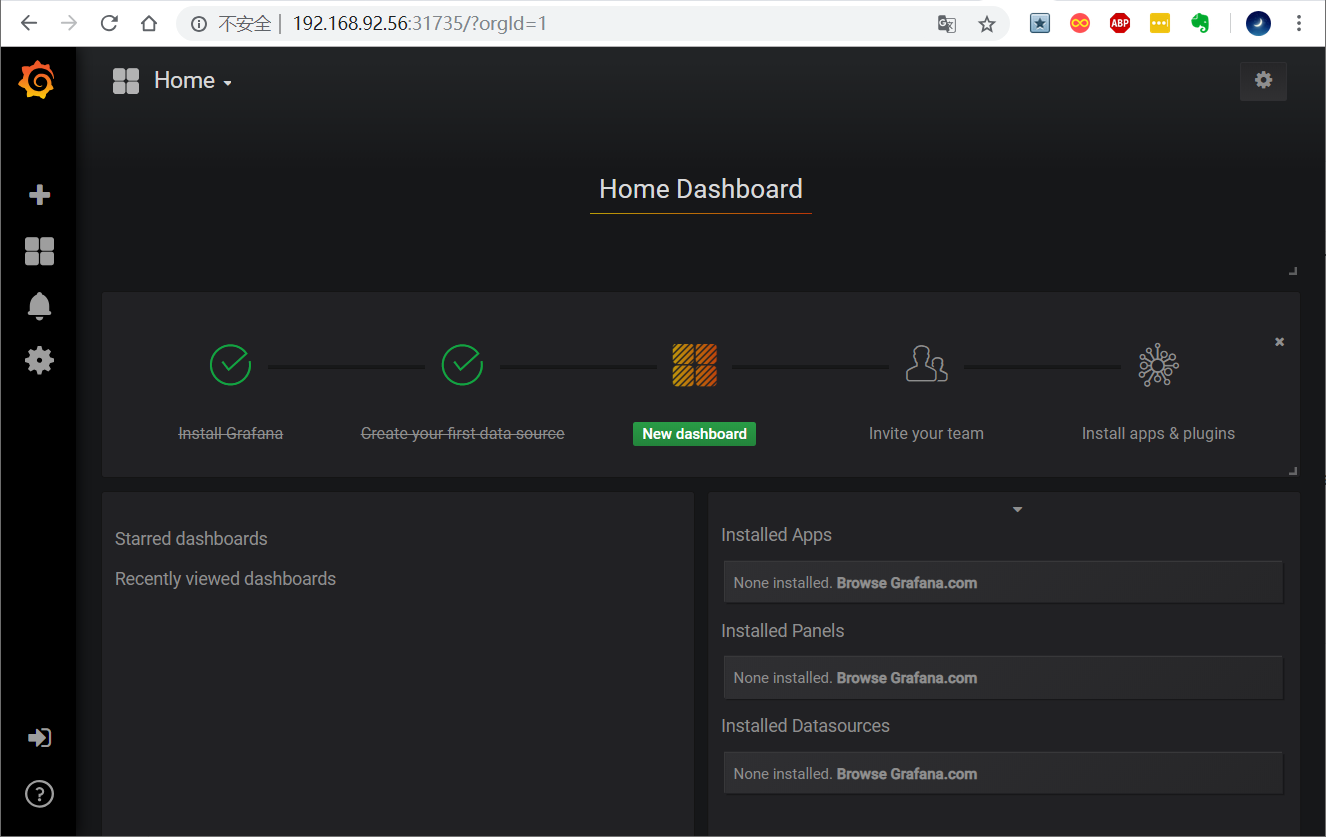 不安全 | 192.168.92.56:31735/?orgId=1
ABP
Home
Home Dashboard
Install Grafana
Create your first data source
New dashboard
Invite your team
Install apps & plugins
Starred dashboards
Recently viewed dashboards
Installed Apps
None installed. Browse Grafana.com
Installed Panels
None installed. Browse Grafana.com
Installed Datasources
None installed. Browse Grafana.com